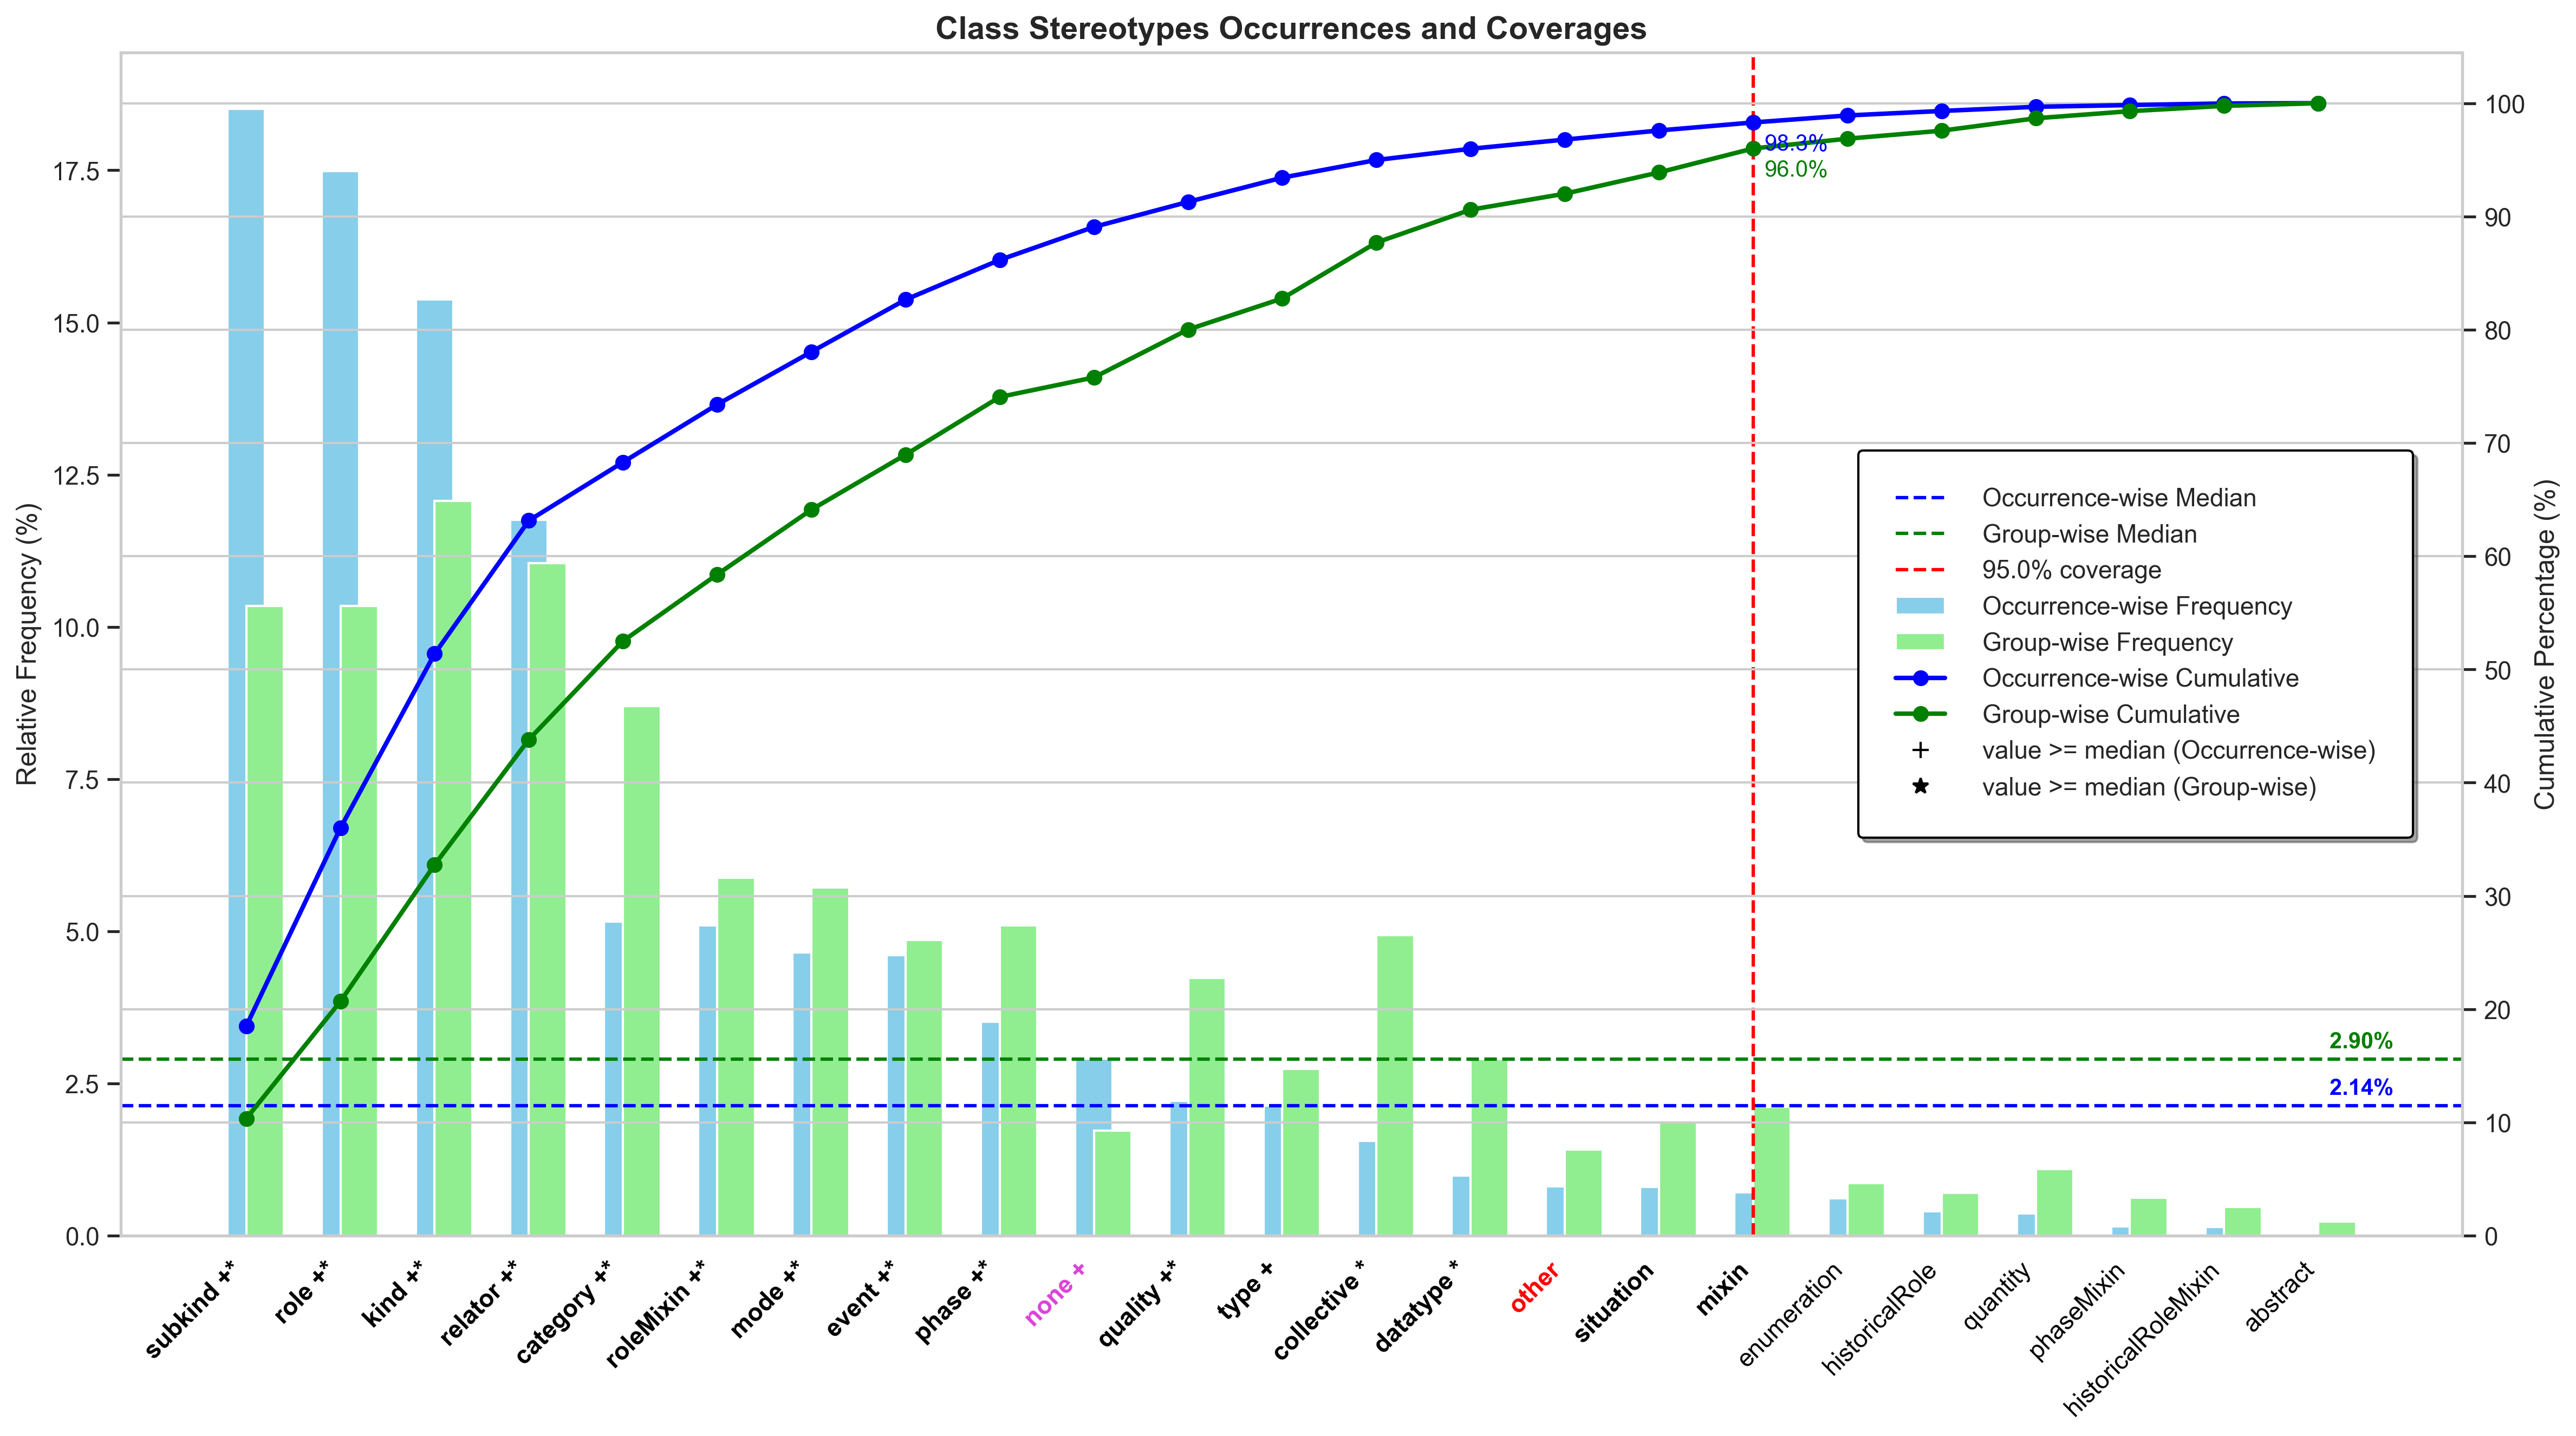 Class Stereotypes Occurrences and Coverages
Relative Frequency (%)
17.5
15.0
12.5
10.0
7.5
5.0
2.5
0.0
Cumulative Percentage (%)
100
90
80
70
60
50
40
30
20
10
0
98.3%
96.0%
Occurrence-wise Median
Group-wise Median
95.0% coverage
Occurrence-wise Frequency
Group-wise Frequency
Occurrence-wise Cumulative
Group-wise Cumulative
value >= median (Occurrence-wise)
value >= median (Group-wise)
2.90%
2.14%
subkind +*
role +*
kind +*
relator +*
category +*
roleMixin +*
mode +*
event +*
phase +*
none +
quality +*
type +
collective *
datatype *
other
situation
mixin
enumeration
historicalRole
quantity
phaseMixin
historicalRoleMixin
abstract